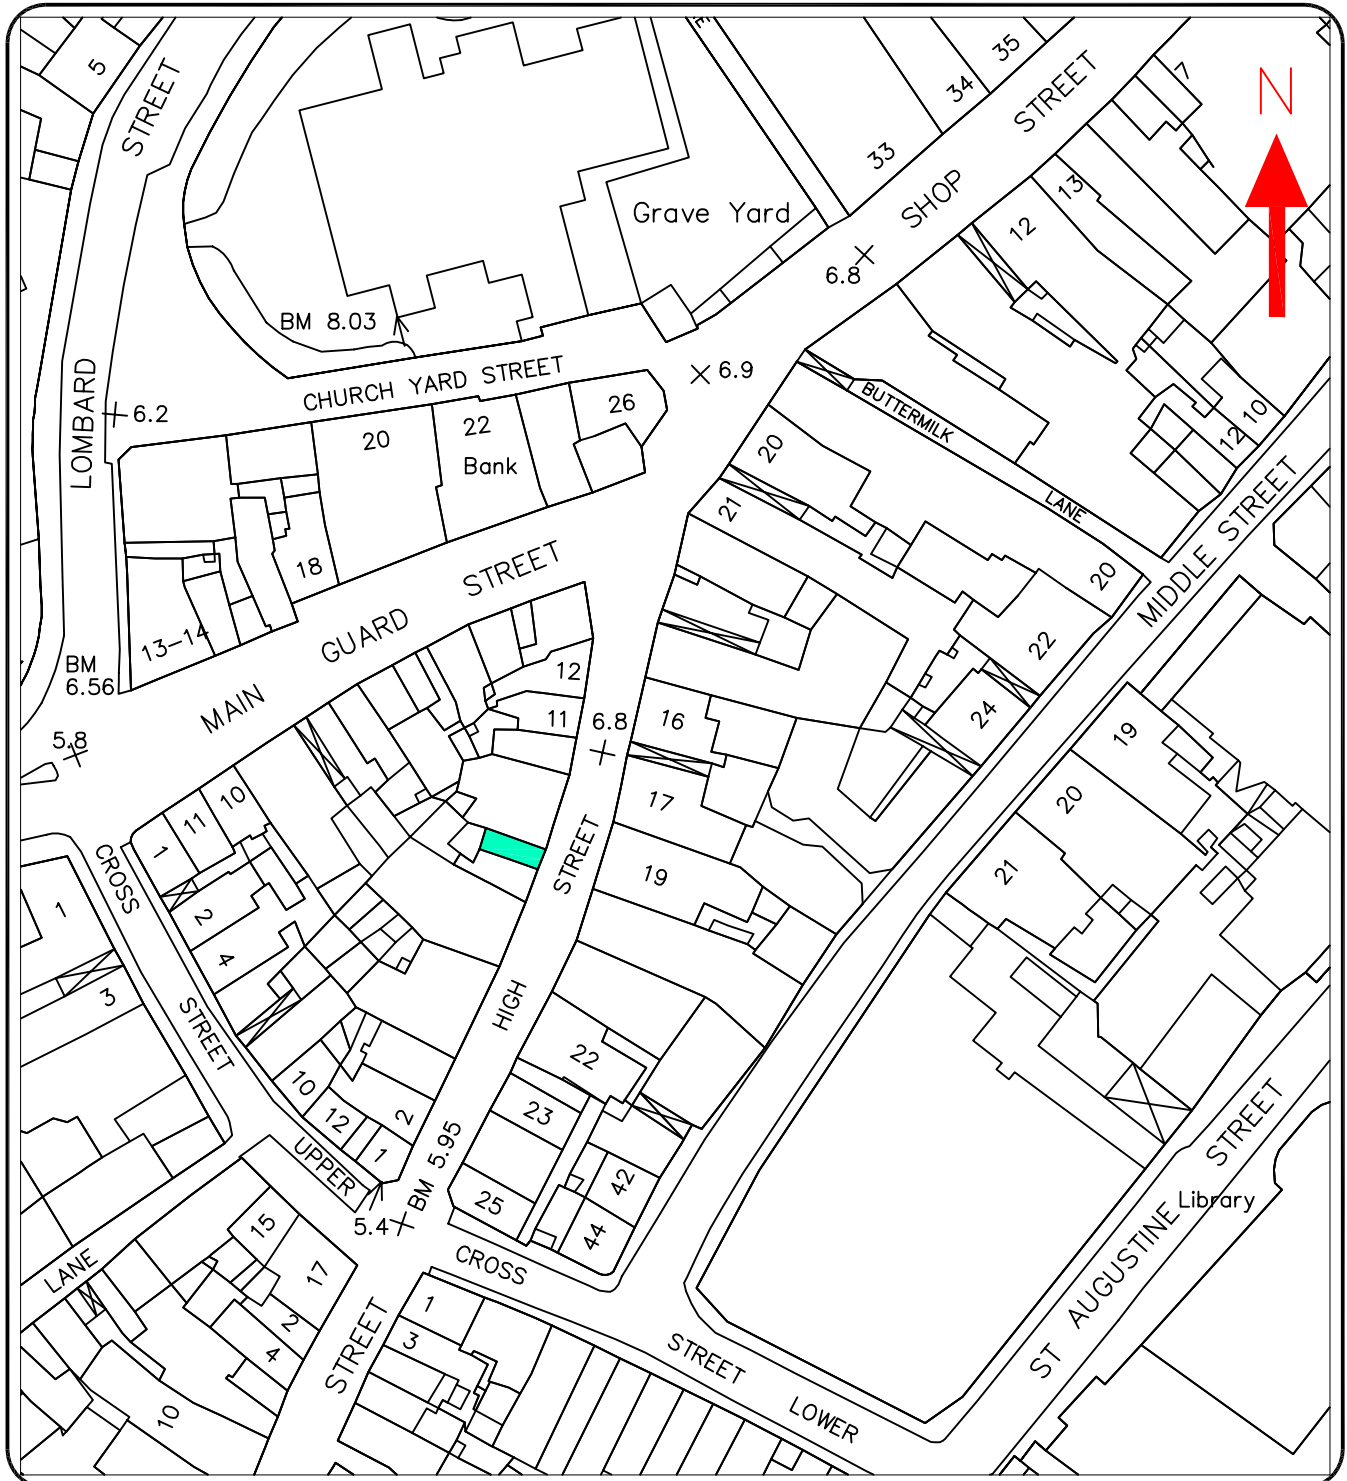 5
STREET
E
35
34
33
STREET
7
N
SHOP
13
12
Grave Yard
6.8
BM 8.03
LOMBARD
6.2
CHURCH YARD STREET
6.9
26
20
22
Bank
BUTTERMILK
LANE
10
12
20
21
MIDDLE STREET
18
STREET
GUARD
MAIN
13-14
BM
6.56
5.8
20
22
24
12
11
6.8
16
17
19
19
20
21
10
11
1
CROSS
2
4
STREET
1
3
STREET
HIGH
22
23
10
12
1
2
UPPER
BM 5.95
5.4
25
42
44
CROSS
STREET
LOWER
STREET
Library
ST AUGUSTINE
LANE
15
17
2
4
10
STREET
1
3